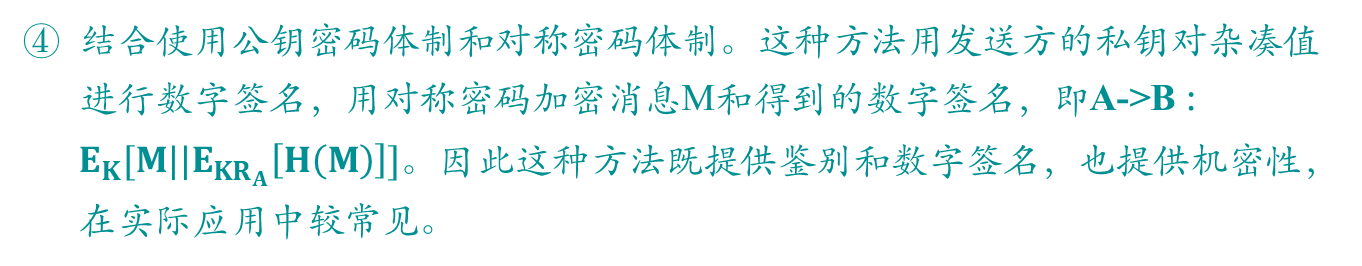 ④ 结合使用公钥密码体制和对称密码体制。这种方法用发送方的私钥对杂凑值
进行数字签名，用对称密码加密消息M和得到的数字签名，即A->B：
E_K[M||E_{KR_A}[H(M)]]。因此这种方法既提供鉴别和数字签名，也提供机密性，
在实际应用中较常见。